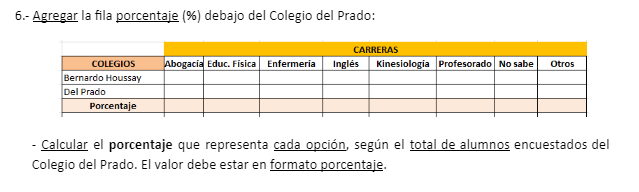 6.- Agregar la fila porcentaje (%) debajo del Colegio del Prado:
CARRERAS
COLEGIOS Abogacía Educ. Física Enfermería Inglés Kinesiología Profesorado No sabe Otros
Bernardo Houssay
Del Prado
Porcentaje
- Calcular el porcentaje que representa cada opción, según el total de alumnos encuestados del
Colegio del Prado. El valor debe estar en formato porcentaje.